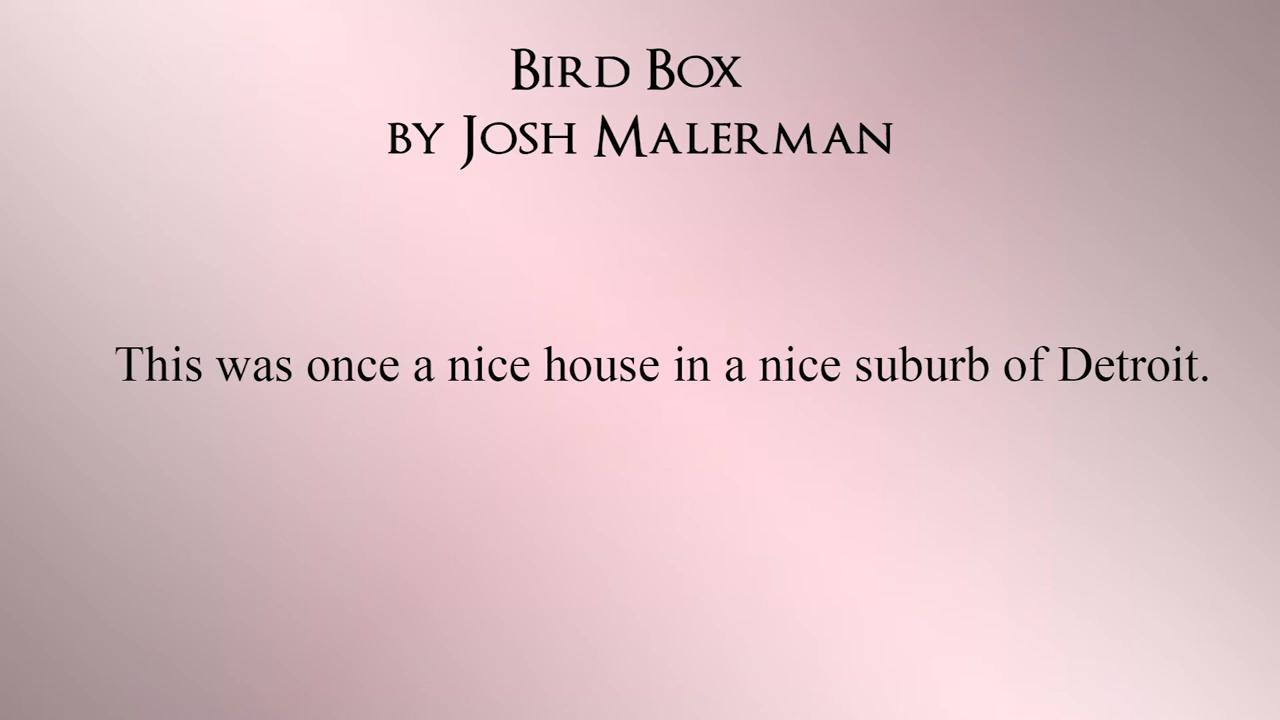 Bird Box
by Josh Malerman
This was once a nice house in a nice suburb of Detroit.